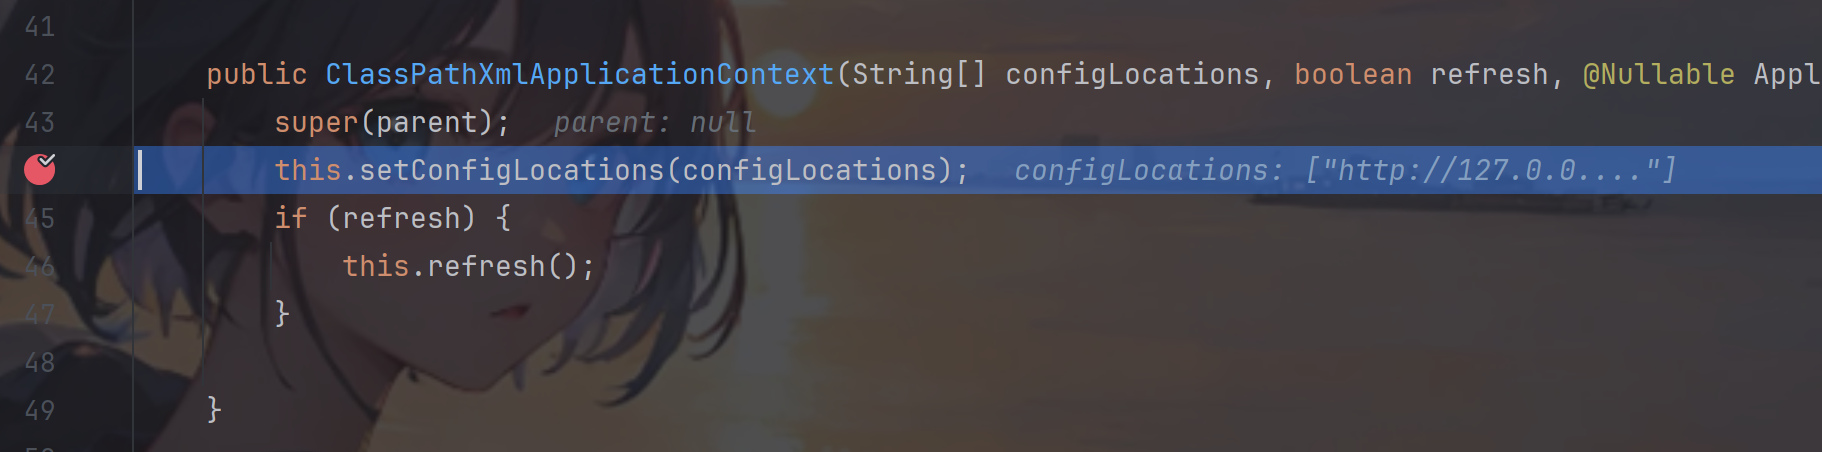 41
42 public ClassPathXmlApplicationContext(String[] configLocations, boolean refresh, @Nullable Appl
43 super(parent); parent: null
this.setConfigLocations(configLocations); configLocations: ["http://127.0.0...."]
45 if (refresh) {
46 this.refresh();
47 }
48
49 }